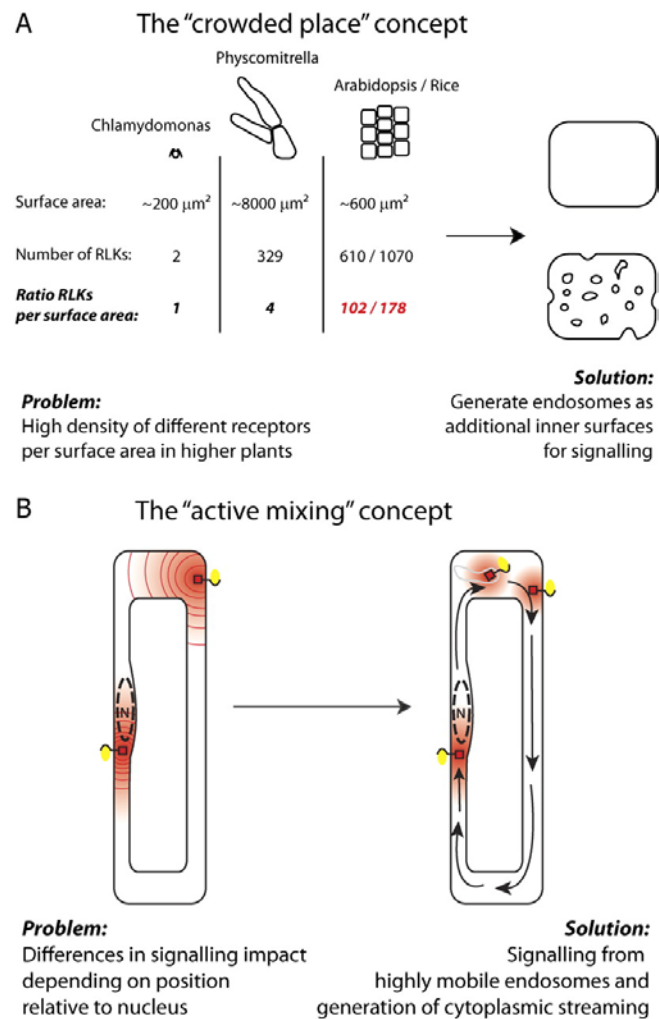 A The "crowded place" concept
Physcomitrella
Arabidopsis / Rice
Chlamydomonas
Surface area: ~200 µm² ~8000 µm² ~600 µm²
Number of RLKs: 2 329 610 / 1070
Ratio RLKs
per surface area: 1 4 102 / 178
Problem:
High density of different receptors
per surface area in higher plants
Solution:
Generate endosomes as
additional inner surfaces
for signalling
B The "active mixing" concept
N
N
Problem:
Differences in signalling impact
depending on position
relative to nucleus
Solution:
Signalling from
highly mobile endosomes and
generation of cytoplasmic streaming